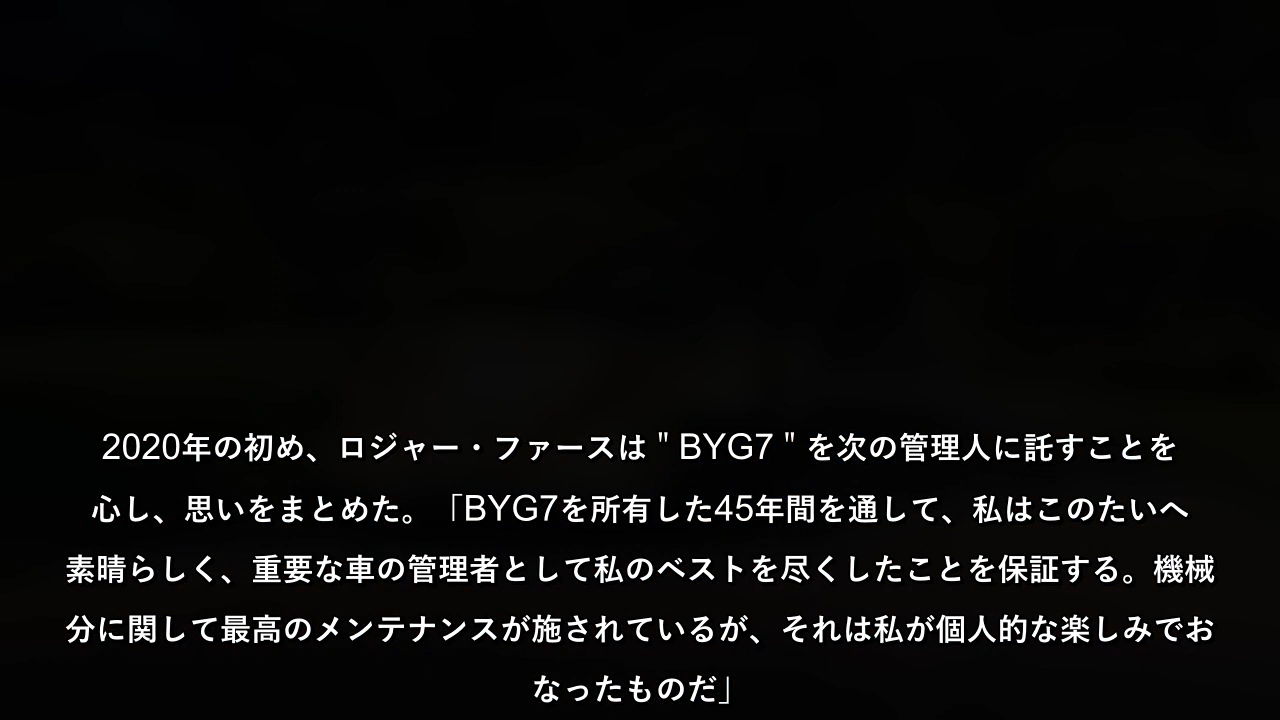 2020年の初め、ロジャー・ファースは＂BYG7＂を次の管理人に託すことを
心し、思いをまとめた。「BYG7を所有した45年間を通して、私はこのたいへ
素晴らしく、重要な車の管理者として私のベストを尽くしたことを保証する。機械
分に関して最高のメンテナンスが施されているが、それは私が個人的な楽しみでお
なったものだ」